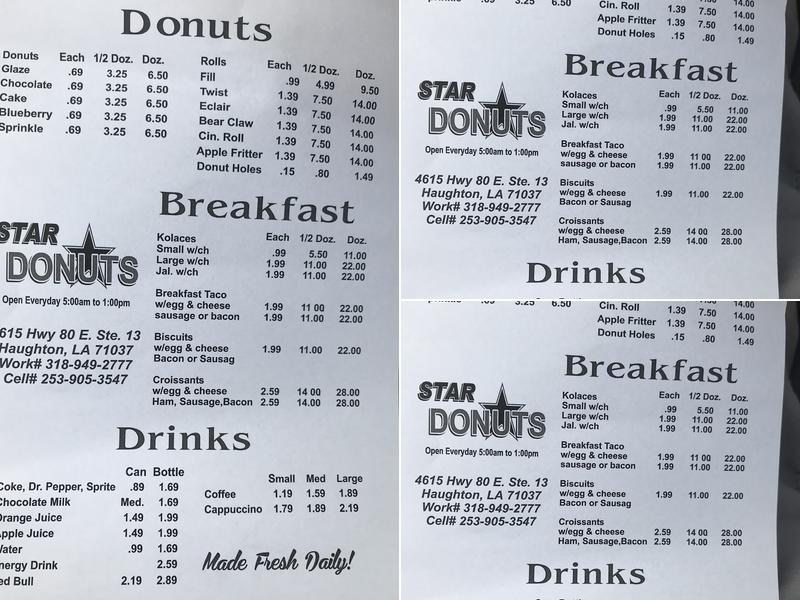 Donuts
Donuts Each 1/2 Doz. Doz.
Glaze .69 3.25 6.50
Chocolate .69 3.25 6.50
Cake .69 3.25 6.50
Blueberry .69 3.25 6.50
Sprinkle .69 3.25 6.50
Rolls Each 1/2 Doz. Doz.
Fill .99 4.99 9.50
Twist 1.39 7.50 14.00
Eclair 1.39 7.50 14.00
Bear Claw 1.39 7.50 14.00
Cin. Roll 1.39 7.50 14.00
Apple Fritter 1.39 7.50 14.00
Donut Holes .15 .80 1.49
Breakfast
STAR
DONUTS
Open Everyday 5:00am to 1:00pm
615 Hwy 80 E. Ste. 13
Haughton, LA 71037
Work# 318-949-2777
Cell# 253-905-3547
Kolaces Each 1/2 Doz. Doz.
Small w/ch .99 5.50 11.00
Large w/ch 1.99 11.00 22.00
Jal. w/ch 1.99 11.00 22.00
Breakfast Taco
w/egg & cheese 1.99 11 00 22.00
sausage or bacon 1.99 11.00 22.00
Biscuits
w/egg & cheese 1.99 11.00 22.00
Bacon or Sausag
Croissants
w/egg & cheese 2.59 14 00 28.00
Ham, Sausage,Bacon 2.59 14.00 28.00
Drinks
Can Bottle
Coke, Dr. Pepper, Sprite .89 1.69
Chocolate Milk Med. 1.69
Orange Juice 1.49 1.99
Apple Juice 1.49 1.99
Water .99 1.69
nergy Drink 2.59
ed Bull 2.19 2.89
Small Med Large
Coffee 1.19 1.59 1.89
Cappuccino 1.79 1.89 2.19
Made Fresh Daily!
Cin. Roll 1.39 7.50 14.00
Apple Fritter 1.39 7.50 14.00
Donut Holes .15 .80 1.49
Breakfast
STAR
DONUTS
Open Everyday 5:00am to 1:00pm
4615 Hwy 80 E. Ste. 13
Haughton, LA 71037
Work# 318-949-2777
Cell# 253-905-3547
Kolaces Each 1/2 Doz. Doz.
Small w/ch .99 5.50 11.00
Large w/ch 1.99 11.00 22.00
Jal. w/ch 1.99 11.00 22.00
Breakfast Taco
w/egg & cheese 1.99 11 00 22.00
sausage or bacon 1.99 11.00 22.00
Biscuits
w/egg & cheese 1.99 11.00 22.00
Bacon or Sausag
Croissants
w/egg & cheese 2.59 14 00 28.00
Ham, Sausage,Bacon 2.59 14.00 28.00
Drinks
Cin. Roll 1.39 7.50 14.00
Apple Fritter 1.39 7.50 14.00
Donut Holes .15 .80 1.49
Breakfast
STAR
DONUTS
Open Everyday 5:00am to 1:00pm
4615 Hwy 80 E. Ste. 13
Haughton, LA 71037
Work# 318-949-2777
Cell# 253-905-3547
Kolaces Each 1/2 Doz. Doz.
Small w/ch .99 5.50 11.00
Large w/ch 1.99 11.00 22.00
Jal. w/ch 1.99 11.00 22.00
Breakfast Taco
w/egg & cheese 1.99 11 00 22.00
sausage or bacon 1.99 11.00 22.00
Biscuits
w/egg & cheese 1.99 11.00 22.00
Bacon or Sausag
Croissants
w/egg & cheese 2.59 14 00 28.00
Ham, Sausage,Bacon 2.59 14.00 28.00
Drinks